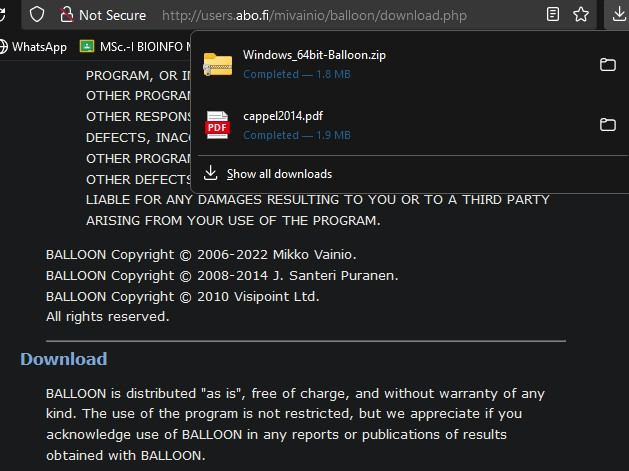 Not Secure http://users.abo.fi/mivainio/balloon/download.php
WhatsApp MSc.-I BIOINFO
Windows_64bit-Balloon.zip
Completed — 1.8 MB
cappel2014.pdf
Completed — 1.9 MB
PDF
Show all downloads
PROGRAM, OR IN
OTHER PROGRA
OTHER RESPONS
DEFECTS, INAC
OTHER PROGRA
OTHER DEFECTS
LIABLE FOR ANY DAMAGES RESULTING TO YOU OR TO A THIRD PARTY
ARISING FROM YOUR USE OF THE PROGRAM.
BALLOON Copyright © 2006-2022 Mikko Vainio.
BALLOON Copyright © 2008-2014 J. Santeri Puranen.
BALLOON Copyright © 2010 Visipoint Ltd.
All rights reserved.
Download
BALLOON is distributed "as is", free of charge, and without warranty of any
kind. The use of the program is not restricted, but we appreciate if you
acknowledge use of BALLOON in any reports or publications of results
obtained with BALLOON.